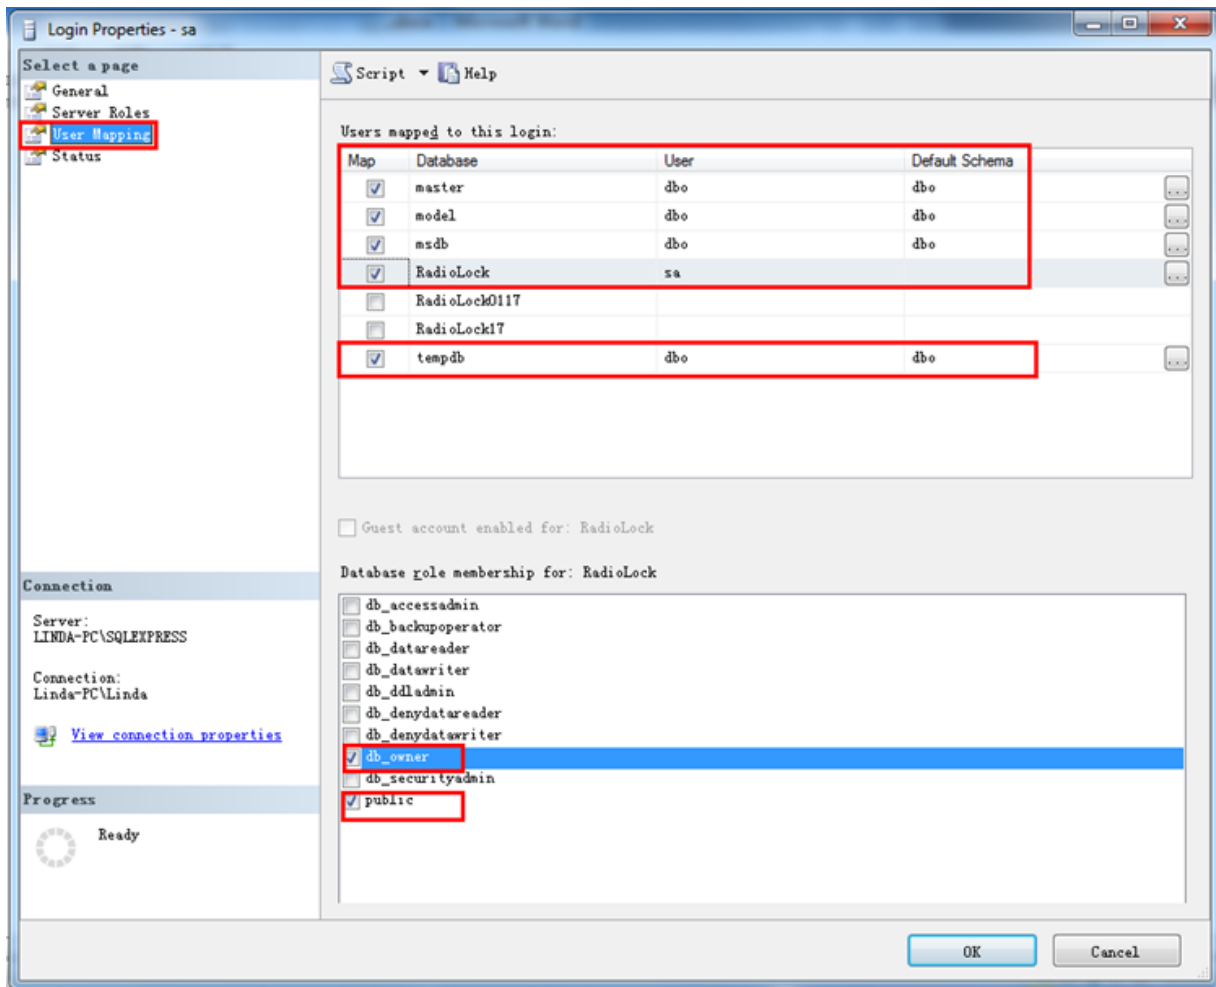 Login Properties - sa
Select a page
General
Server Roles
User Mapping
Status
Script
Help
Users mapped to this login:
Map Database User Default Schema
master dbo dbo ...
model dbo dbo ...
msdb dbo dbo ...
RadioLock sa ...
RadioLock0117
RadioLock17
tempdb dbo dbo ...
Guest account enabled for: RadioLock
Database role membership for: RadioLock
db_accessadmin
db_backupoperator
db_datareader
db_datawriter
db_ddladmin
db_denydatareader
db_denydatawriter
db_owner
db_securityadmin
public
Connection
Server:
LINDA-PC\SQLEXPRESS
Connection:
Linda-PC\Linda
View connection properties
Progress
Ready
OK
Cancel